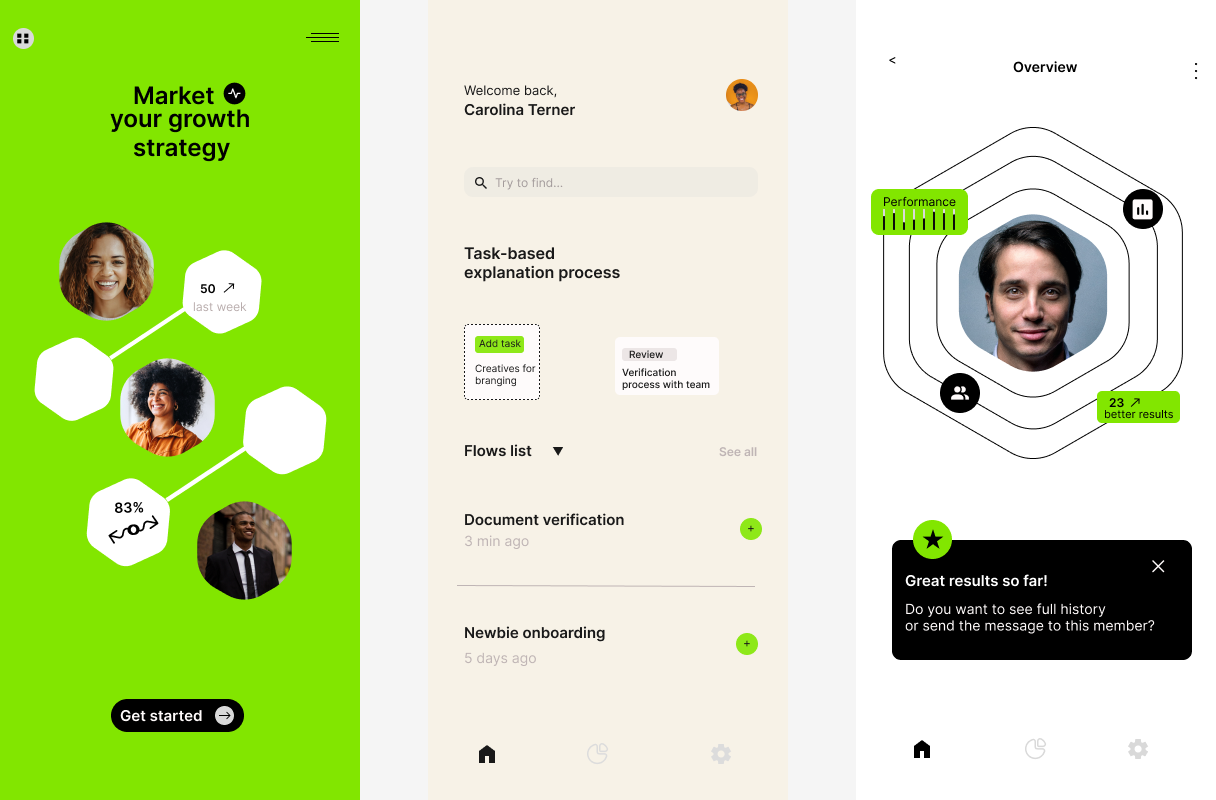 Market
your growth
strategy
50
last week
83%
Get started
Welcome back,
Carolina Terner
Try to find...
Task-based
explanation process
Add task
Creatives for
branging
Review
Verification
process with team
Flows list
See all
Document verification
3 min ago
+
Newbie onboarding
5 days ago
+
<
Overview
Performance
23
better results
Great results so far!
Do you want to see full history
or send the message to this member?